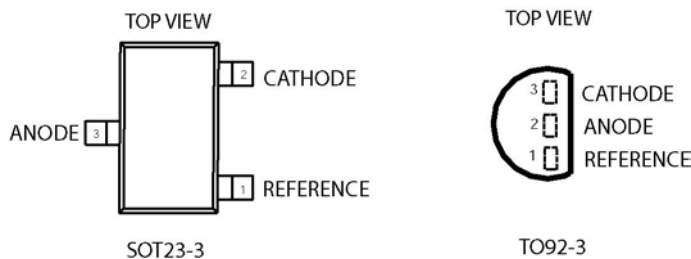 TOP VIEW
2 CATHODE
ANODE 3
1 REFERENCE
SOT23-3
TOP VIEW
3 CATHODE
2 ANODE
1 REFERENCE
TO92-3